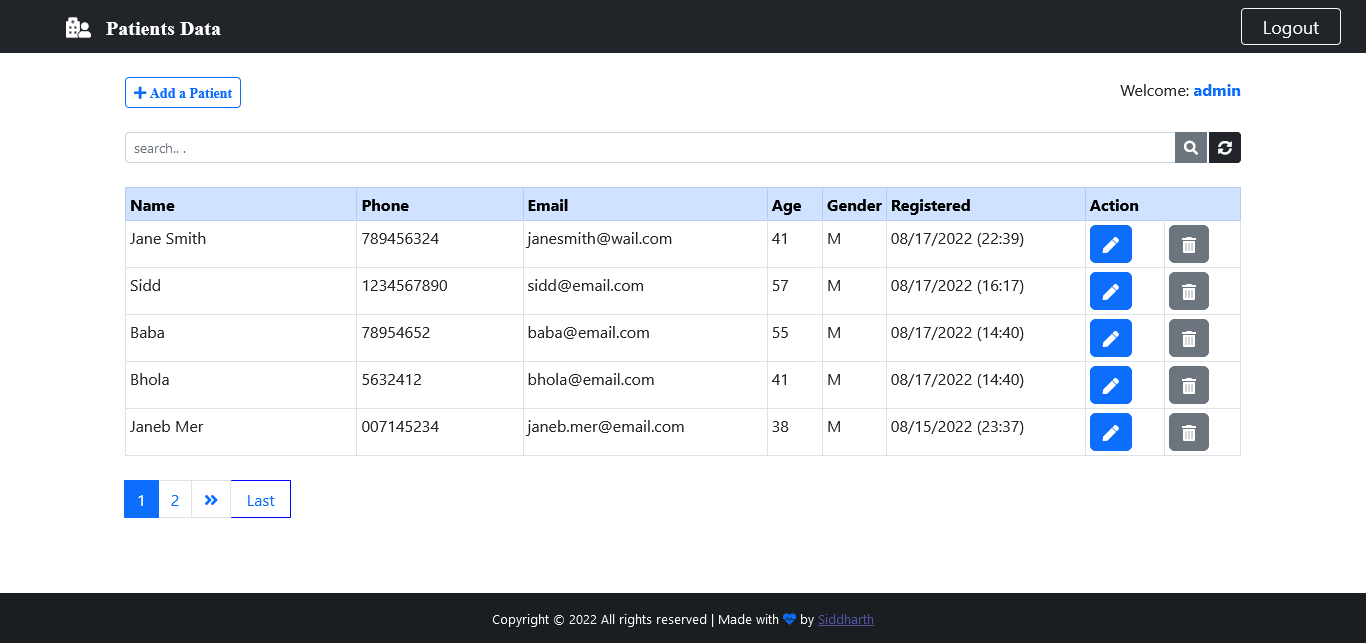 Patients Data
Logout
Add a Patient
Welcome: admin
search.. .
Name Phone Email Age Gender Registered Action
Jane Smith 789456324 janesmith@wail.com 41 M 08/17/2022 (22:39)
Sidd 1234567890 sidd@email.com 57 M 08/17/2022 (16:17)
Baba 78954652 baba@email.com 55 M 08/17/2022 (14:40)
Bhola 5632412 bhola@email.com 41 M 08/17/2022 (14:40)
Janeb Mer 007145234 janeb.mer@email.com 38 M 08/15/2022 (23:37)
1 2 » Last
Copyright © 2022 All rights reserved | Made with 💙 by Siddharth